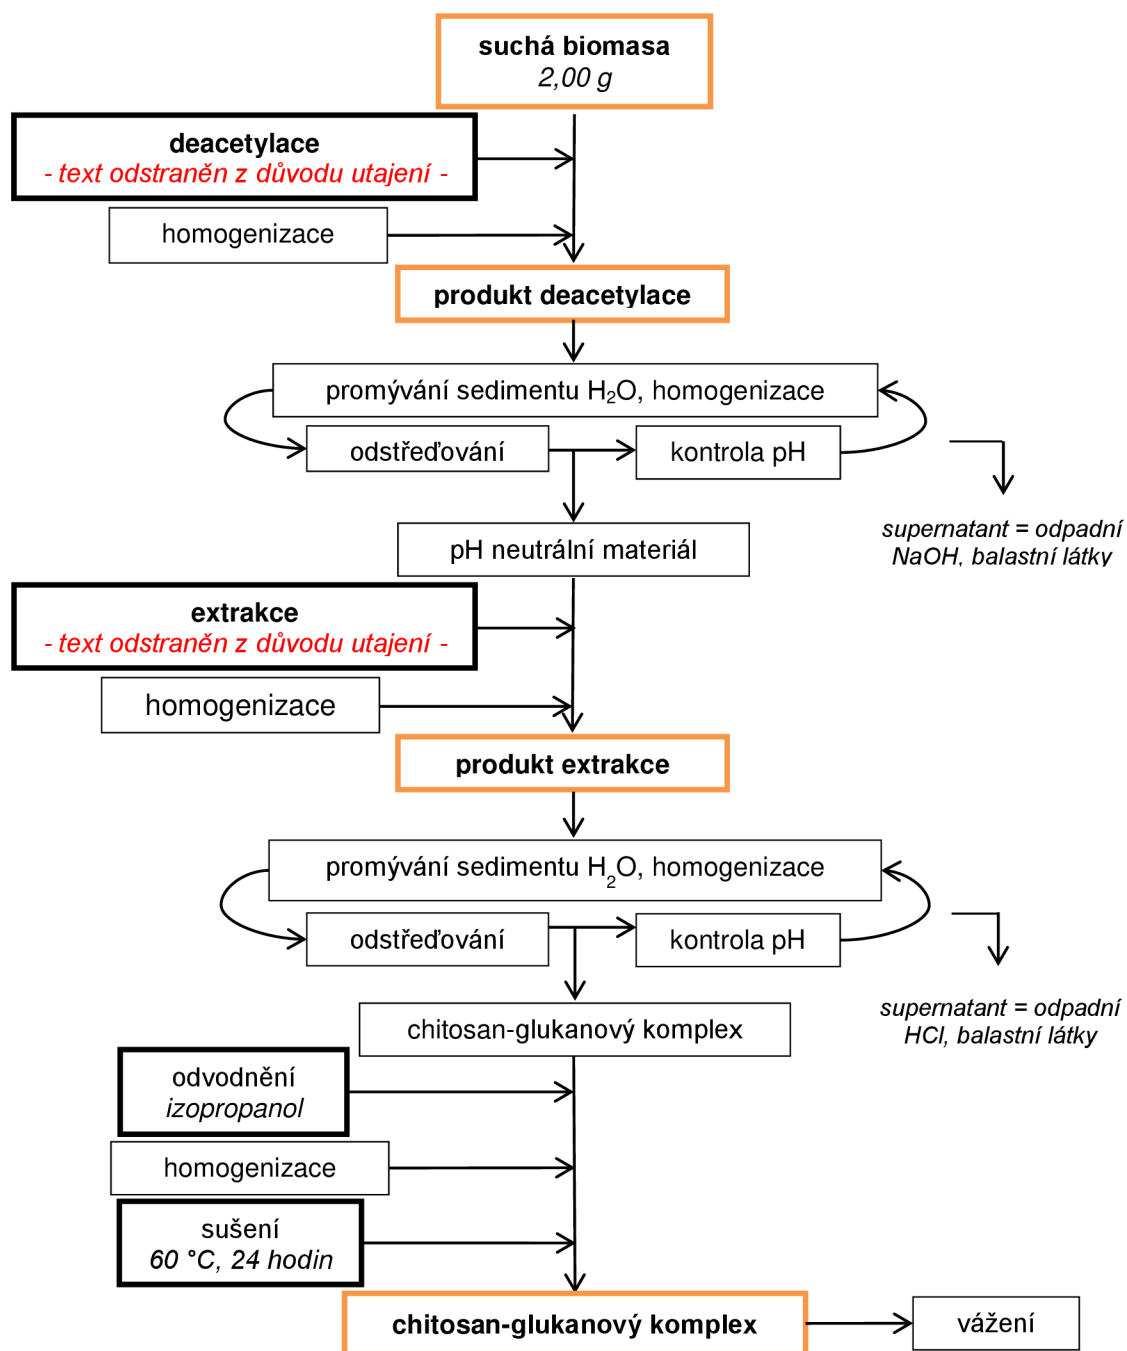 suchá biomasa
2,00 g
deacetylace
- text odstraněn z důvodu utajení -
homogenizace
produkt deacetylace
promývání sedimentu H₂O, homogenizace
odstřeďování
kontrola pH
supernatant = odpadní
NaOH, balastní látky
pH neutrální materiál
extrakce
- text odstraněn z důvodu utajení -
homogenizace
produkt extrakce
promývání sedimentu H₂O, homogenizace
odstřeďování
kontrola pH
supernatant = odpadní
HCl, balastní látky
chitosan-glukanový komplex
odvodnění
izopropanol
homogenizace
sušení
60 °C, 24 hodin
chitosan-glukanový komplex
vážení